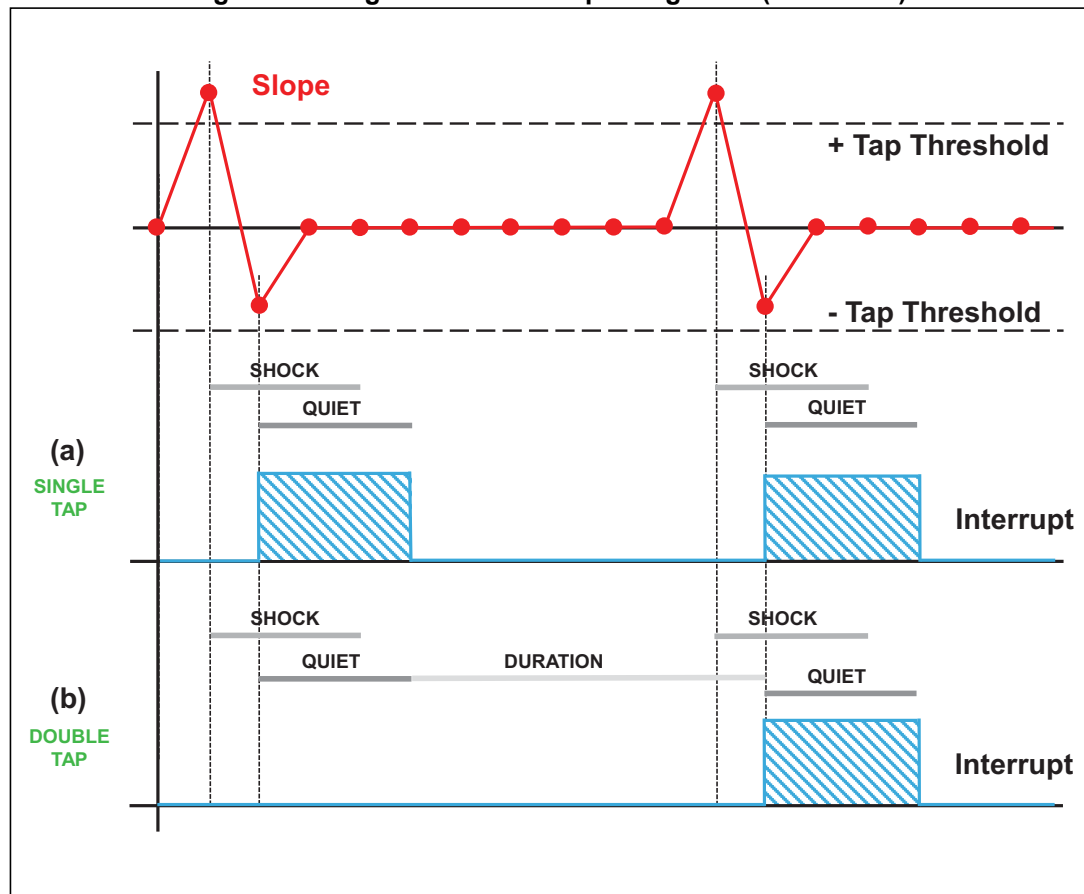 Slope
+ Tap Threshold
- Tap Threshold
SHOCK
SHOCK
QUIET
QUIET
(a)
SINGLE
TAP
Interrupt
SHOCK
SHOCK
QUIET
DURATION
QUIET
(b)
DOUBLE
TAP
Interrupt